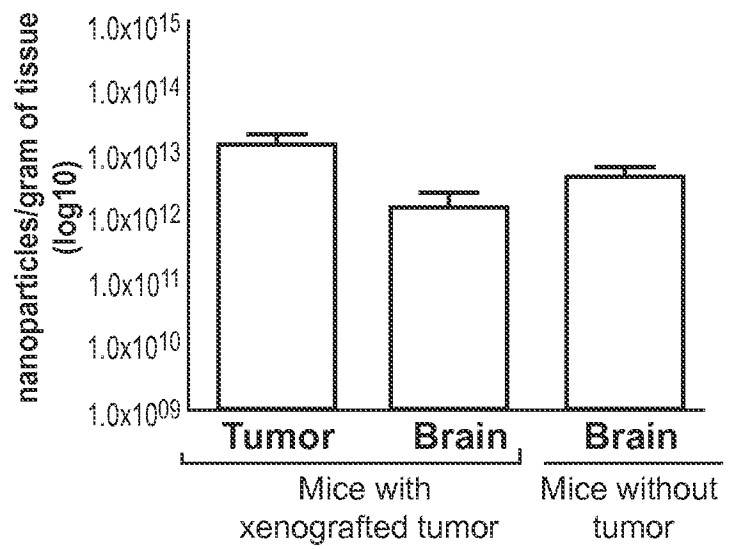 nanoparticles/gram of tissue
(log10)
1.0x10¹⁵
1.0x10¹⁴
1.0x10¹³
1.0x10¹²
1.0x10¹¹
1.0x10¹⁰
1.0x10⁰⁹
Tumor Brain Brain
Mice with
xenografted tumor
Mice without
tumor